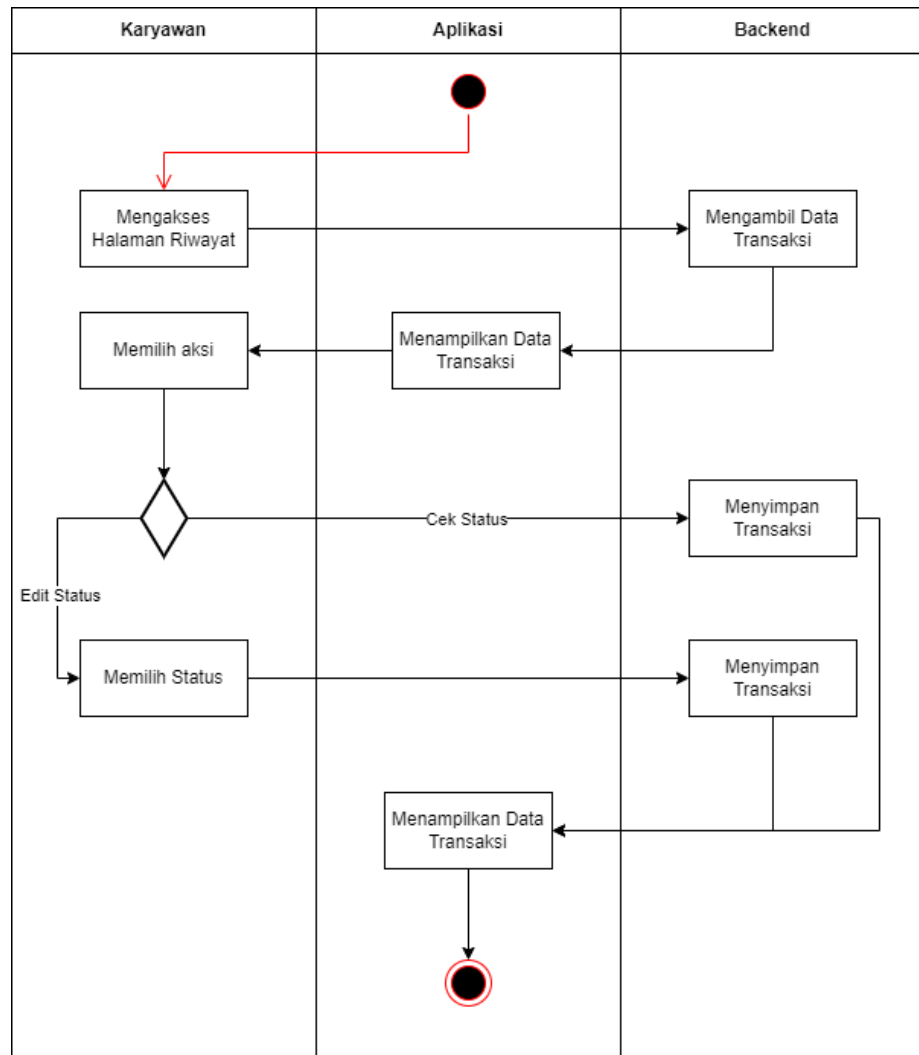 Karyawan
Aplikasi
Backend
Mengakses
Halaman Riwayat
Mengambil Data
Transaksi
Memilih aksi
Menampilkan Data
Transaksi
Cek Status
Menyimpan
Transaksi
Edit Status
Memilih Status
Menyimpan
Transaksi
Menampilkan Data
Transaksi